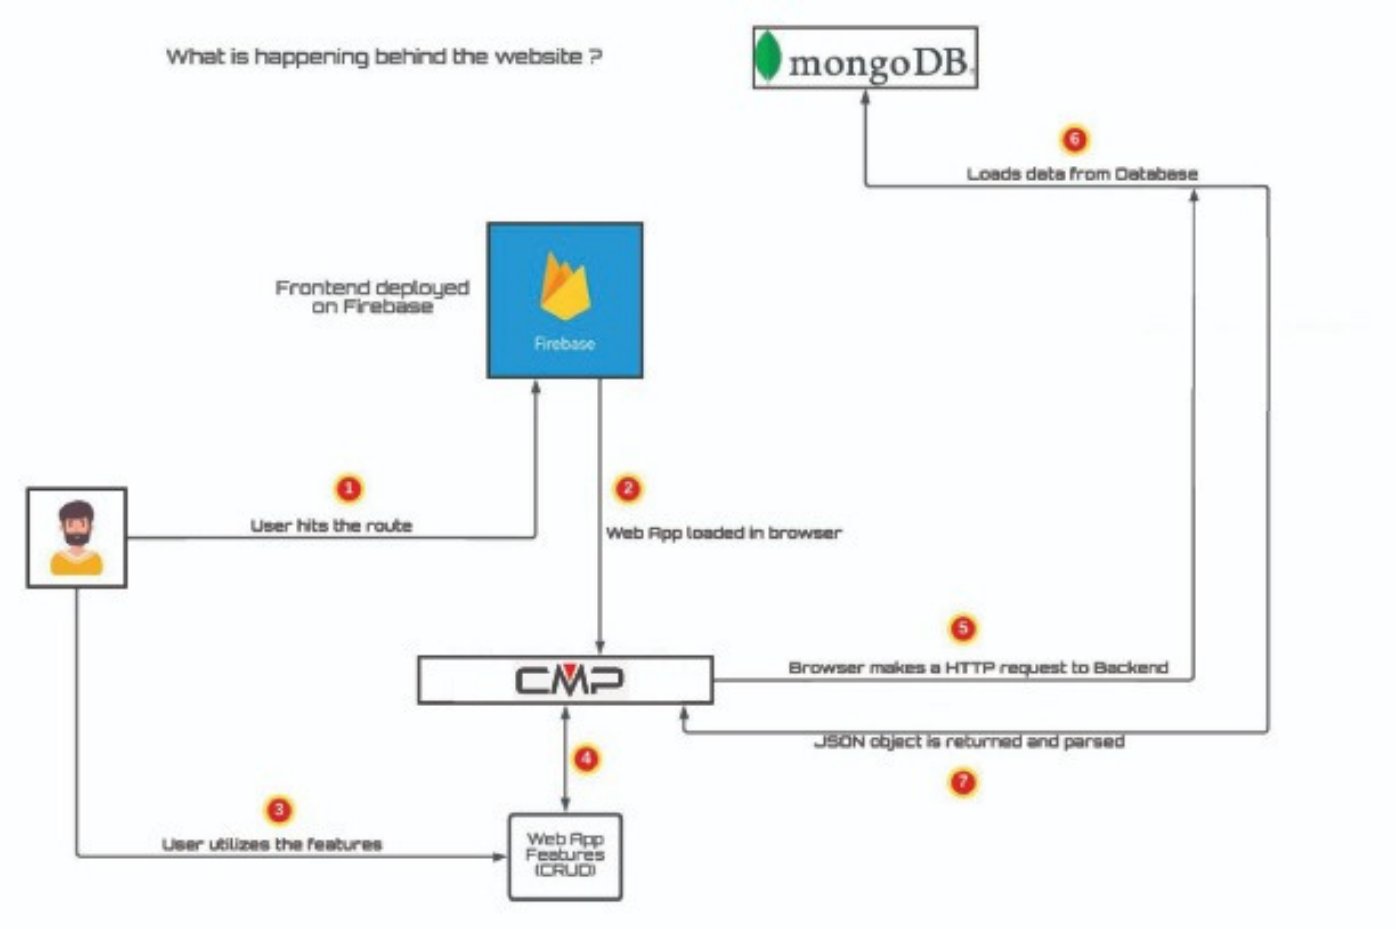 What is happening behind the website ?
mongoDB
6
Loads data from Database
Frontend deployed
on Firebase
Firebase
1
User hits the route
2
Web App loaded in browser
5
Browser makes a HTTP request to Backend
CMP
JSON object is returned and parsed
7
4
3
User utilizes the features
Web App
Features
(CRUD)